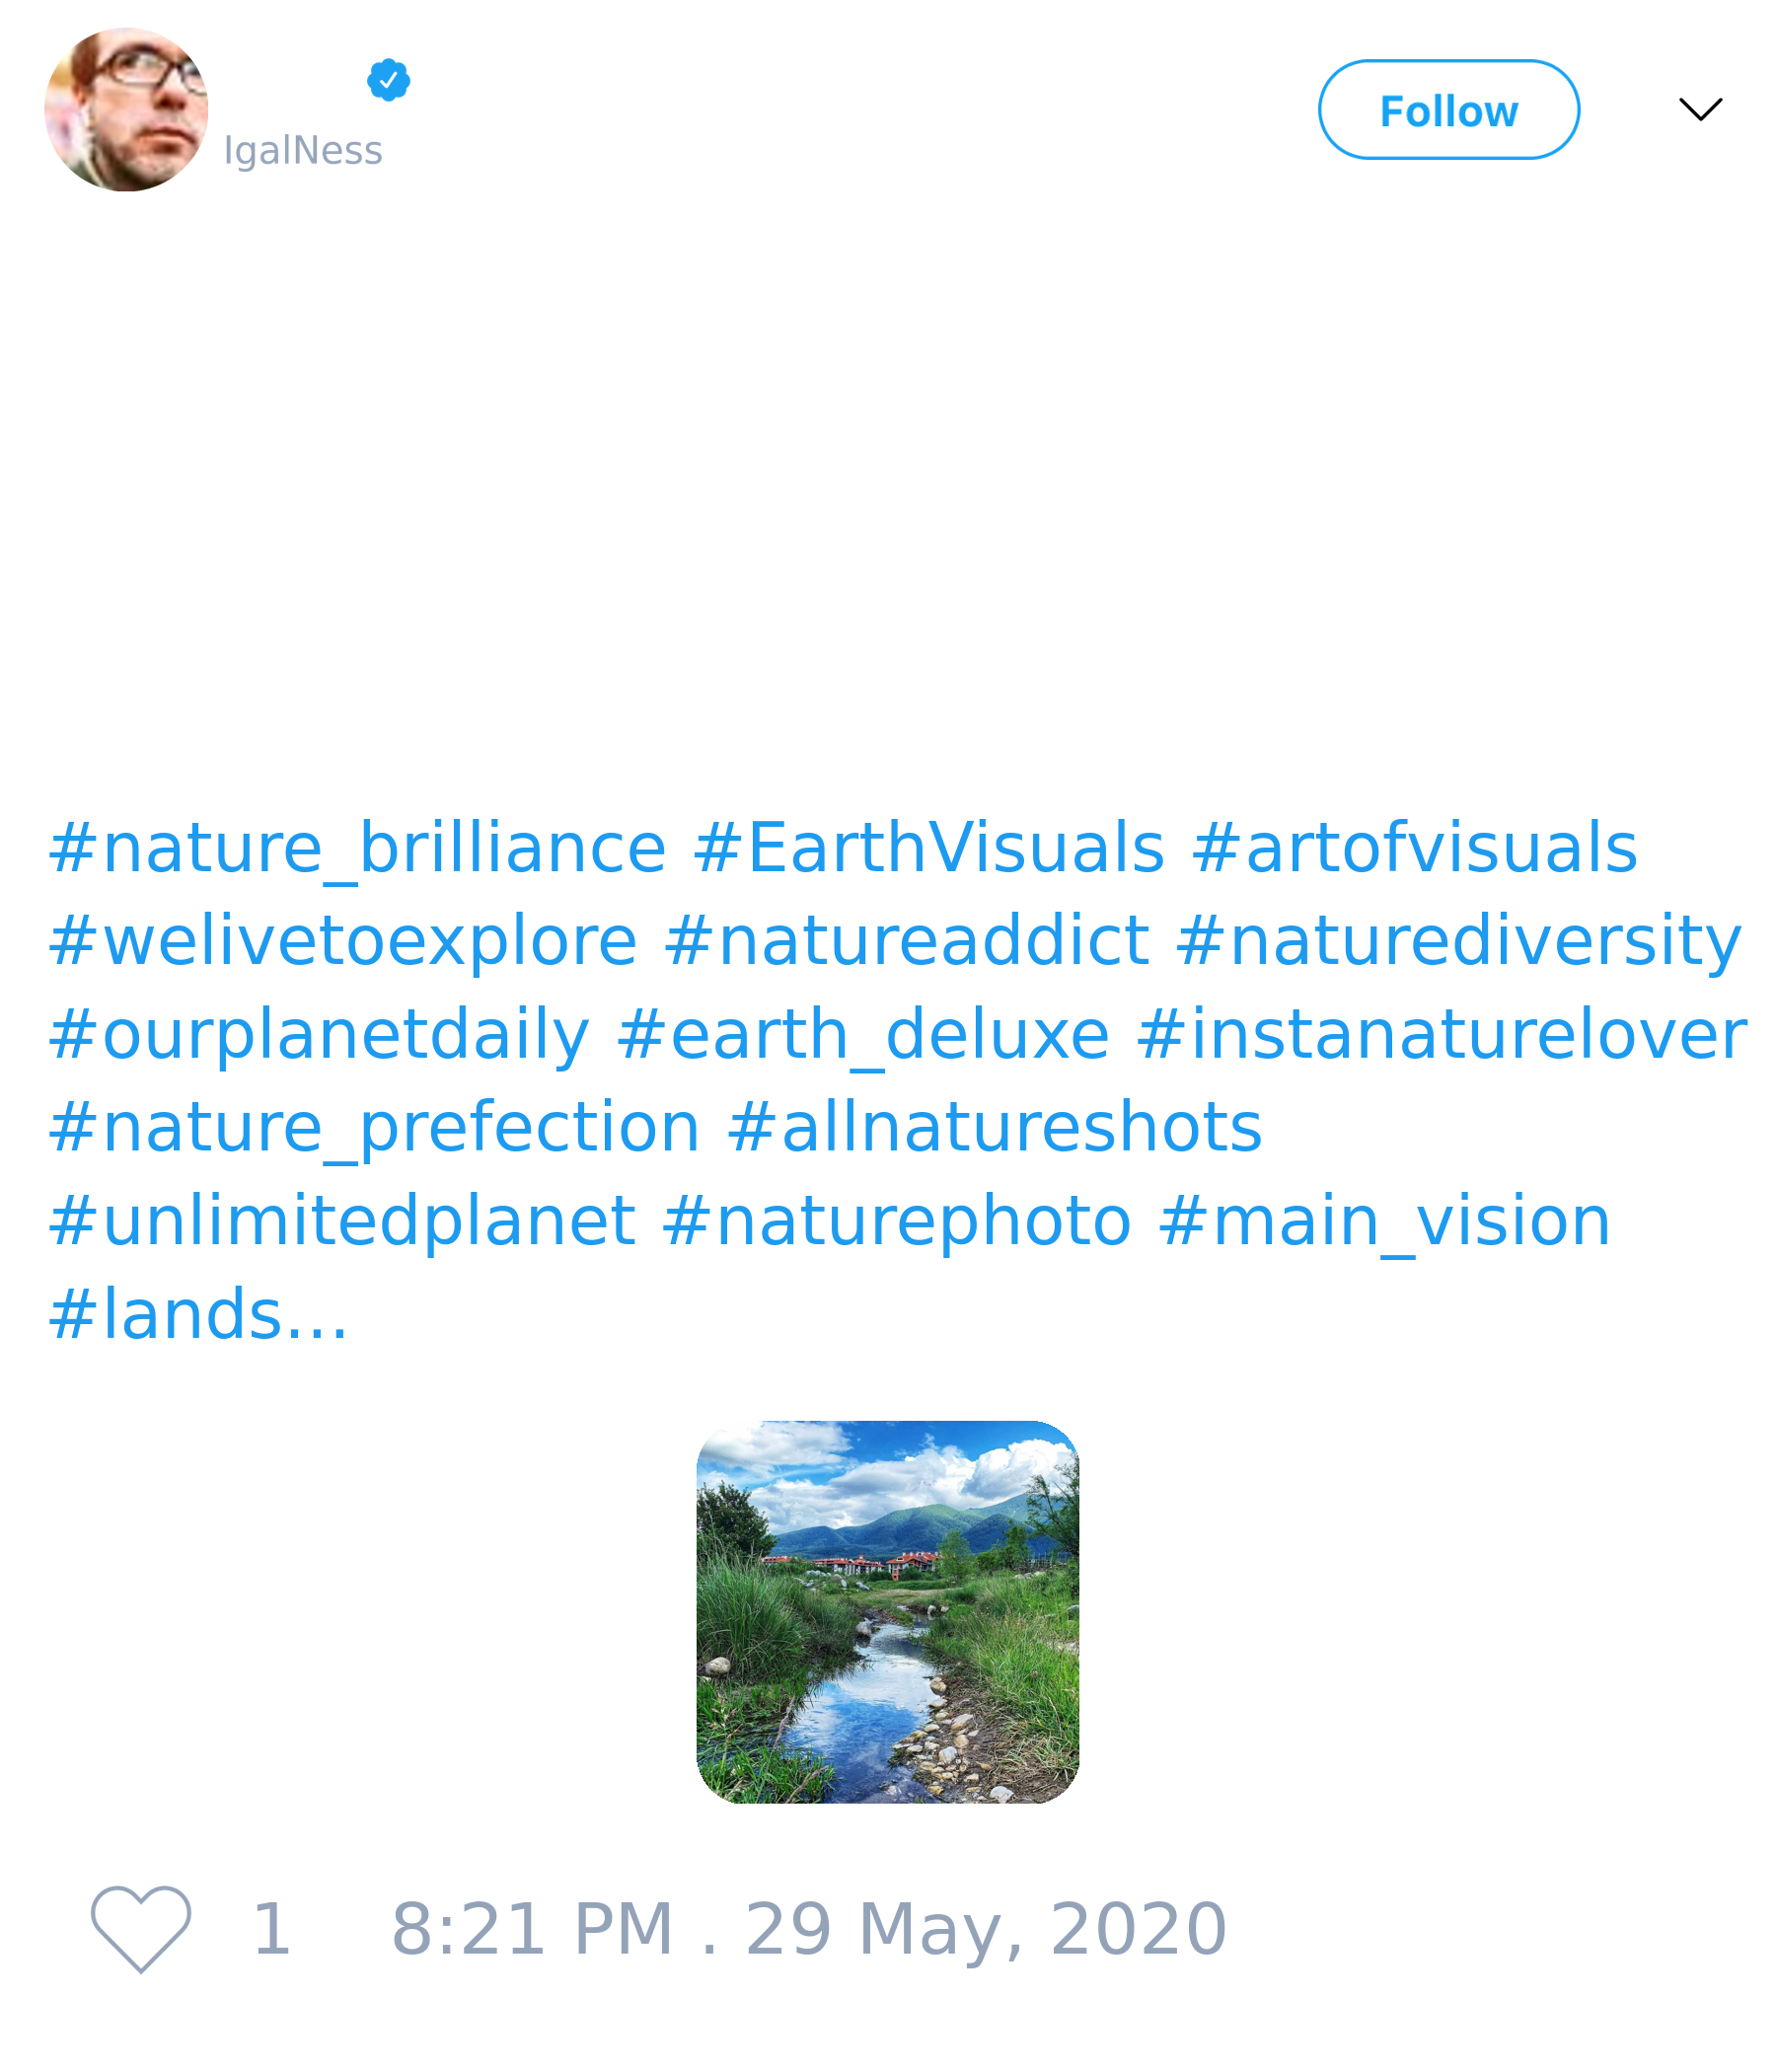 IgalNess
Follow
#nature_brilliance #EarthVisuals #artofvisuals
#welivetoexplore #natureaddict #naturediversity
#ourplanetdaily #earth_deluxe #instanaturelover
#nature_prefection #allnatureshots
#unlimitedplanet #naturephoto #main_vision
#lands…
1 8:21 PM . 29 May, 2020